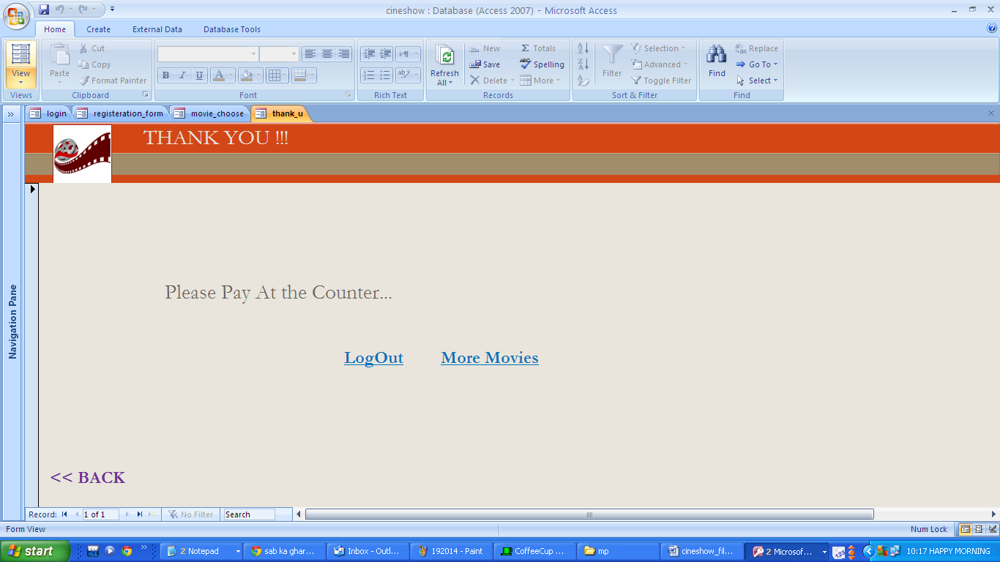 cineshow : Database (Access 2007) - Microsoft Access
Home Create External Data Database Tools
View
Views
Paste
Cut
Copy
Format Painter
Clipboard
B I U A
Font
ab
Rich Text
Refresh
All
New
Save
Delete
Totals
Spelling
More
Records
Filter
Selection
Advanced
Toggle Filter
Sort & Filter
Find
Replace
Go To
Select
Find
» login registeration_form movie_choose thank_u
THANK YOU !!!
Navigation Pane
Please Pay At the Counter...
LogOut More Movies
<< BACK
Record: 1 of 1 No Filter Search
Form View Num Lock
start » 2 Notepad sab ka ghar... Inbox - Outl... 192014 - Paint CoffeeCup ... mp cineshow_fil... 2 Microsof... 10:17 HAPPY MORNING